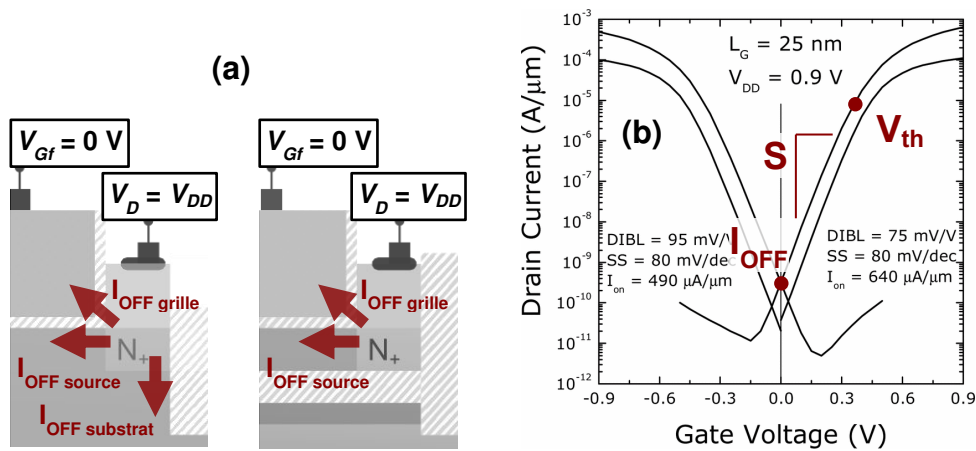 (a)
V_Gf = 0 V
V_D = V_DD
I_OFF grille
N+
I_OFF source
I_OFF substrat
V_Gf = 0 V
V_D = V_DD
I_OFF grille
N+
I_OFF source
(b)
Drain Current (A/μm)
10^-3
10^-4
10^-5
10^-6
10^-7
10^-8
10^-9
10^-10
10^-11
10^-12
L_G = 25 nm
V_DD = 0.9 V
S
V_th
I_OFF
DIBL = 95 mV/V
SS = 80 mV/dec
I_on = 490 μA/μm
DIBL = 75 mV/V
SS = 80 mV/dec
I_on = 640 μA/μm
-0.9 -0.6 -0.3 0.0 0.3 0.6 0.9
Gate Voltage (V)